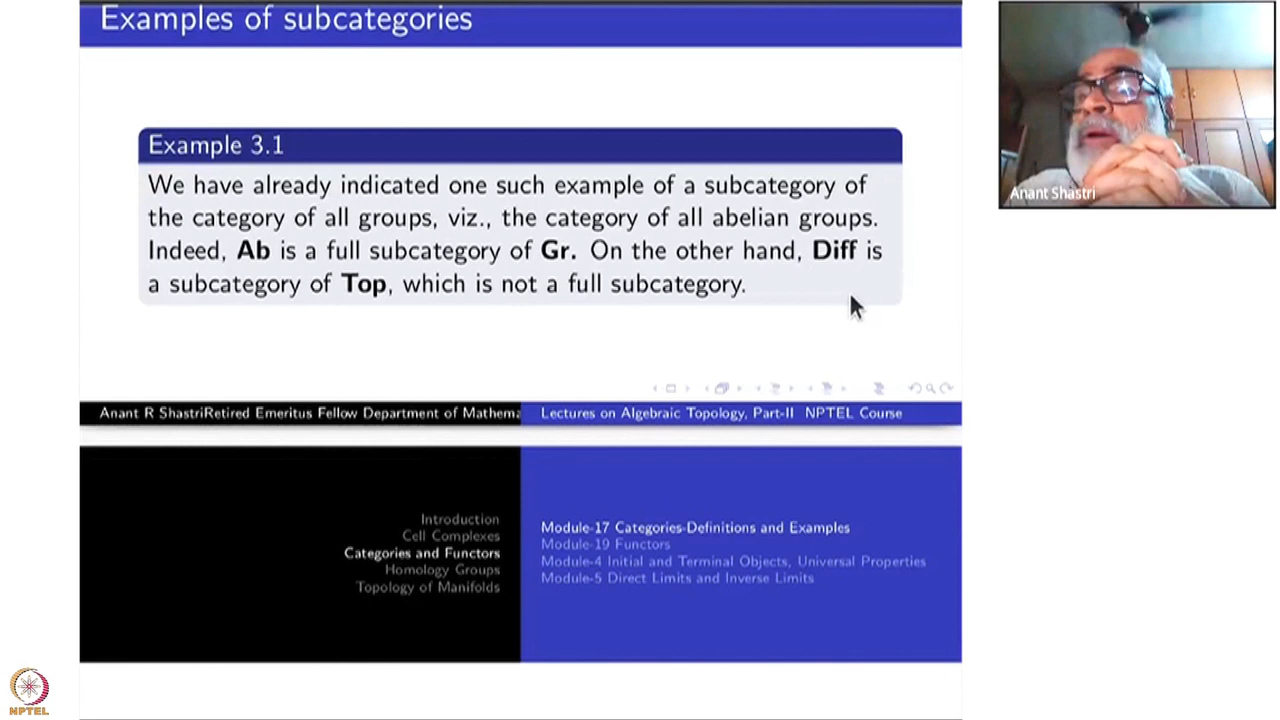 Examples of subcategories
Example 3.1
We have already indicated one such example of a subcategory of
the category of all groups, viz., the category of all abelian groups.
Indeed, Ab is a full subcategory of Gr. On the other hand, Diff is
a subcategory of Top, which is not a full subcategory.
Anant Shastri
Anant R ShastriRetired Emeritus Fellow Department of Mathema
Lectures on Algebraic Topology, Part-II NPTEL Course
Introduction
Cell Complexes
Categories and Functors
Homology Groups
Topology of Manifolds
Module-17 Categories-Definitions and Examples
Module-19 Functors
Module-4 Initial and Terminal Objects, Universal Properties
Module-5 Direct Limits and Inverse Limits
NPTEL